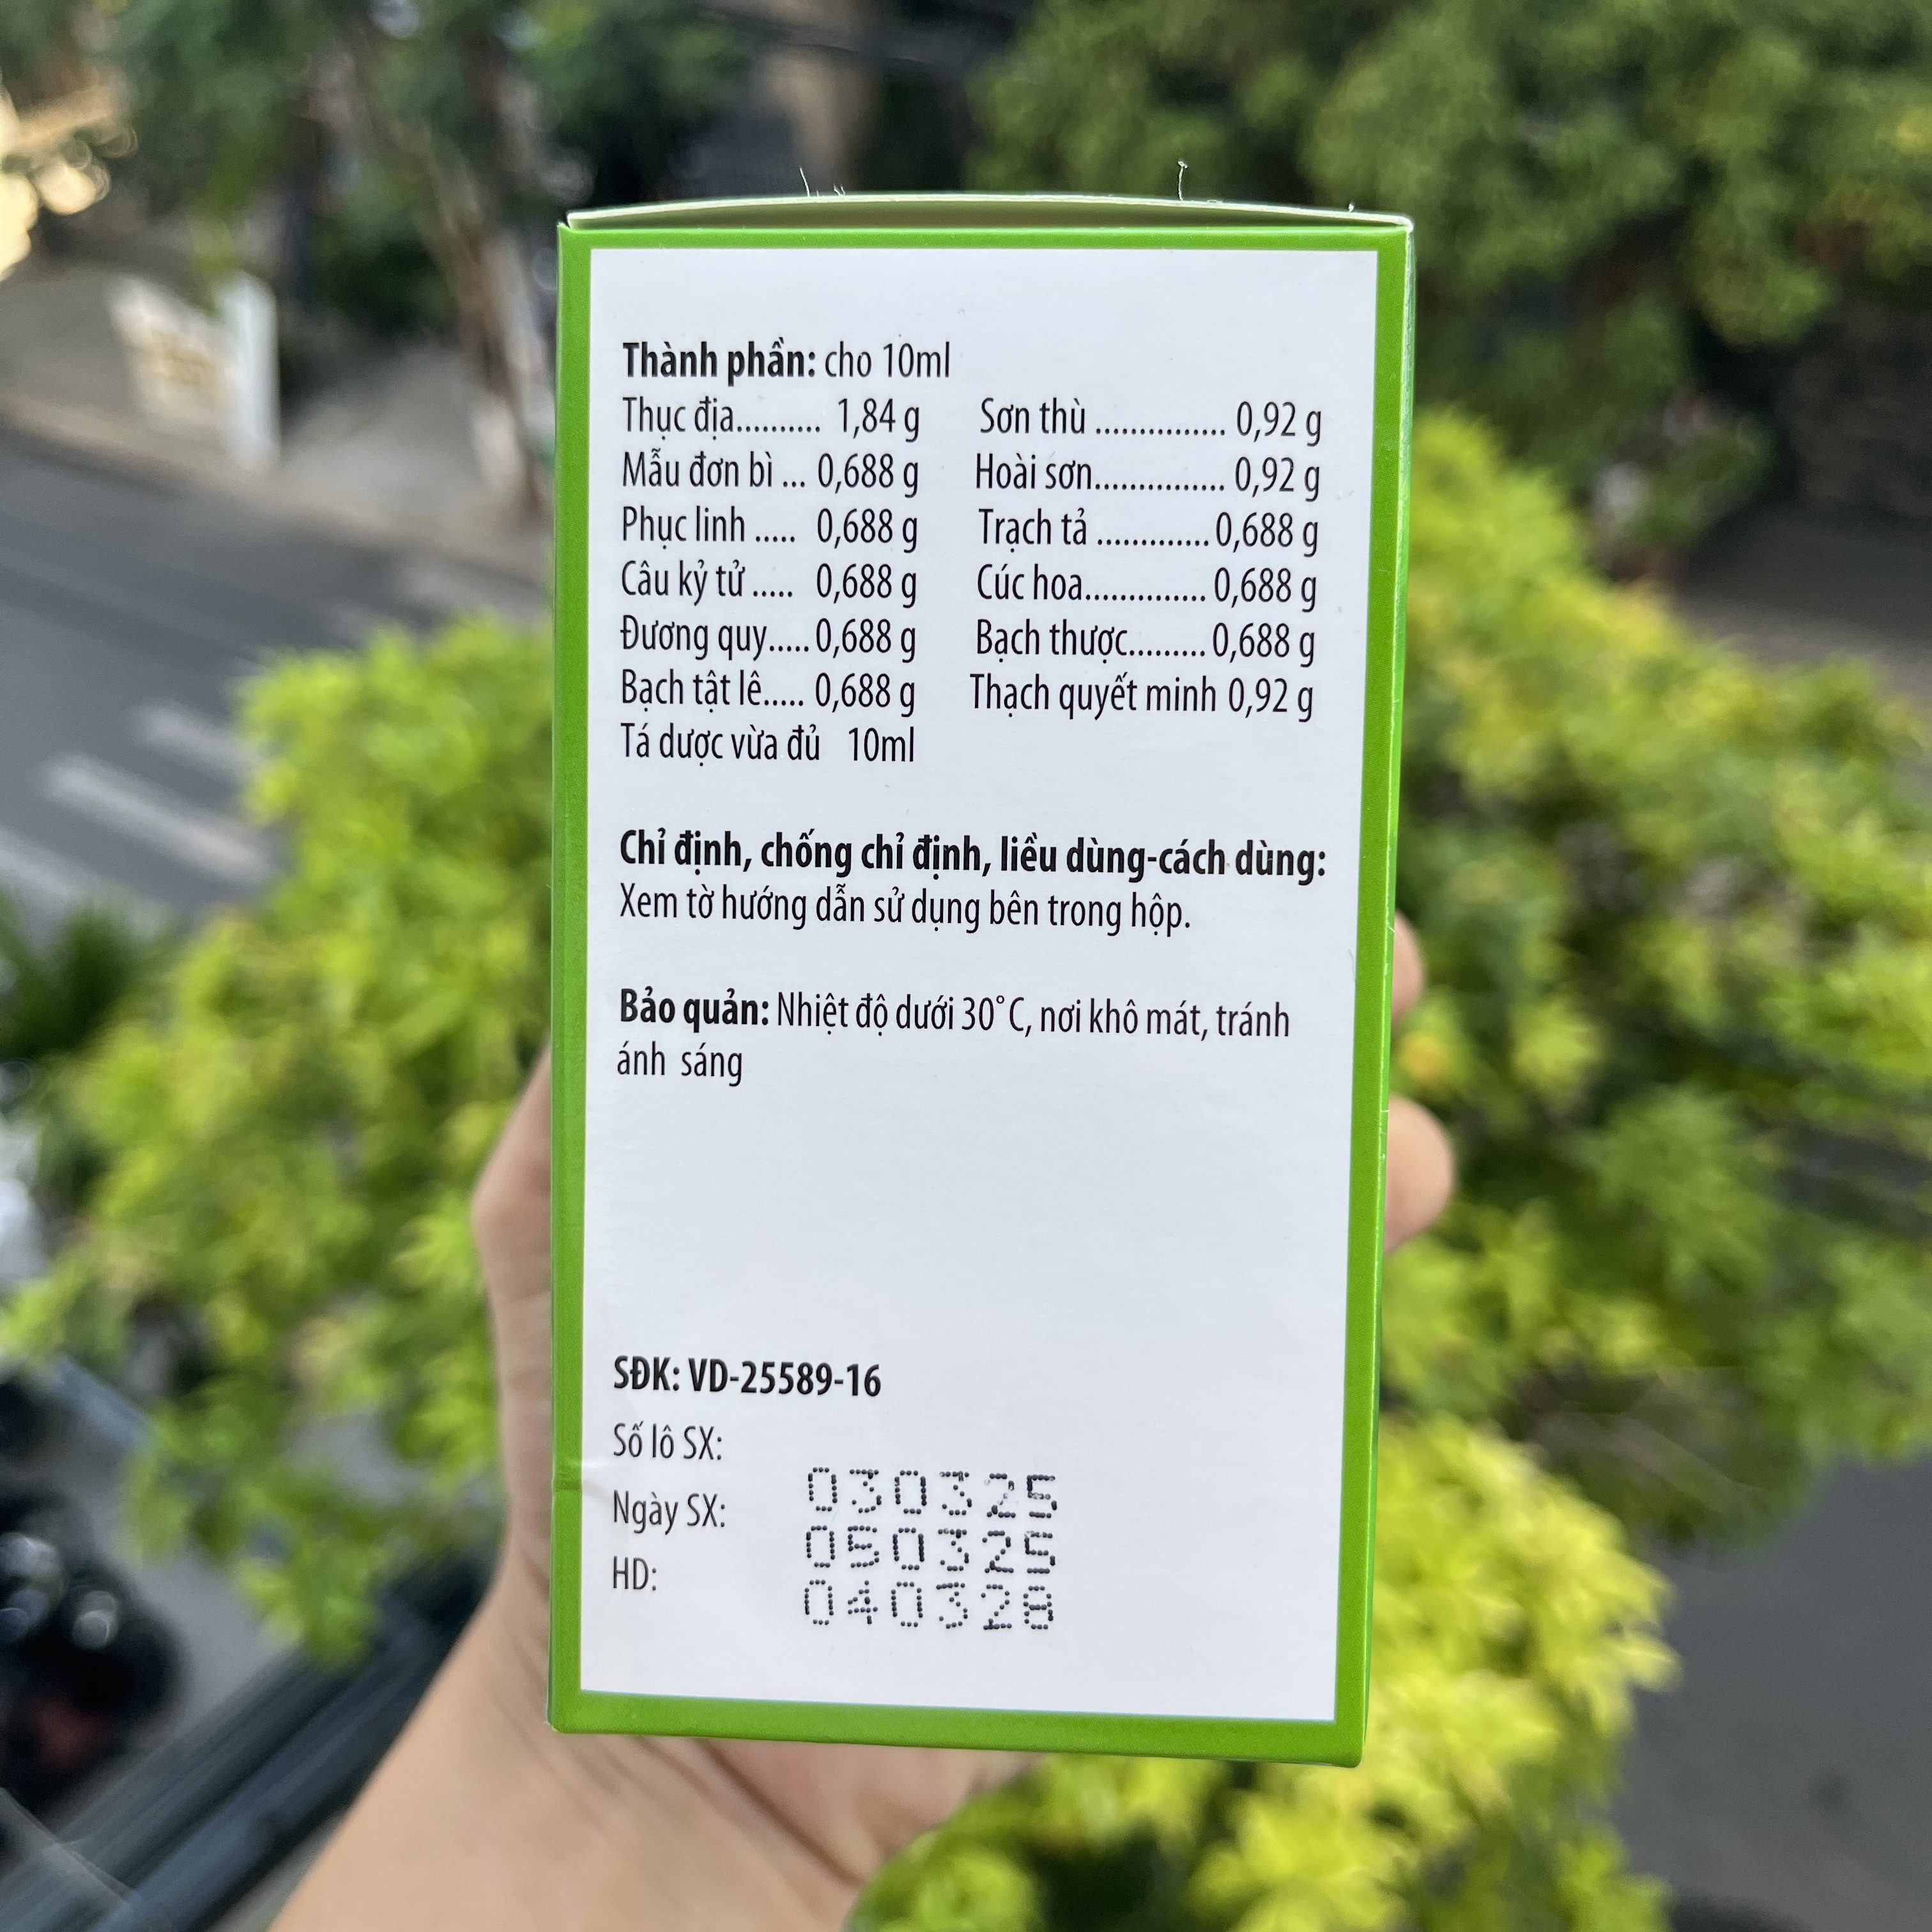 Thành phần: cho 10ml
Thục địa.......... 1,84 g Sơn thù ............... 0,92 g
Mẫu đơn bì ... 0,688 g Hoài sơn............... 0,92 g
Phục linh ..... 0,688 g Trạch tả .............0,688 g
Câu kỷ tử ..... 0,688 g Cúc hoa.............. 0,688 g
Đương quy.....0,688 g Bạch thược.........0,688 g
Bạch tật lê..... 0,688 g Thạch quyết minh 0,92 g
Tá dược vừa đủ 10ml
Chỉ định, chống chỉ định, liều dùng-cách dùng:
Xem tờ hướng dẫn sử dụng bên trong hộp.
Bảo quản: Nhiệt độ dưới 30°C, nơi khô mát, tránh
ánh sáng
SĐK: VD-25589-16
Số lô SX: 030325
Ngày SX: 050325
HD: 040328